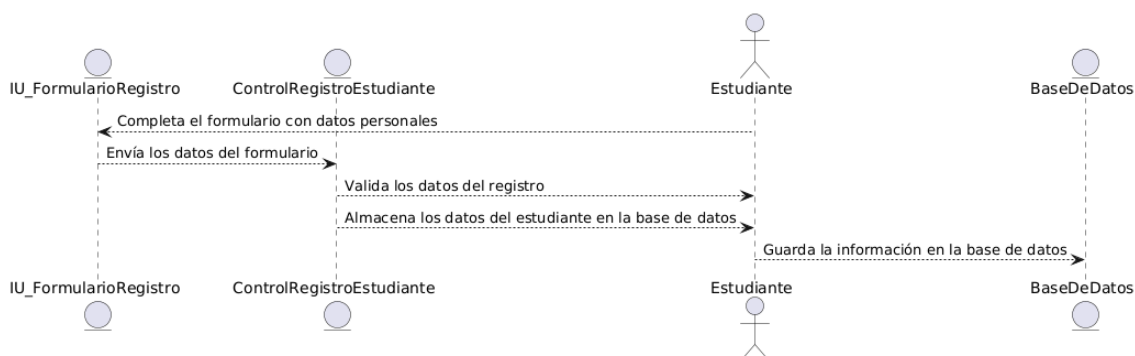 IU_FormularioRegistro ControlRegistroEstudiante Estudiante BaseDeDatos
Completa el formulario con datos personales
Envía los datos del formulario
Valida los datos del registro
Almacena los datos del estudiante en la base de datos
Guarda la información en la base de datos
IU_FormularioRegistro ControlRegistroEstudiante Estudiante BaseDeDatos